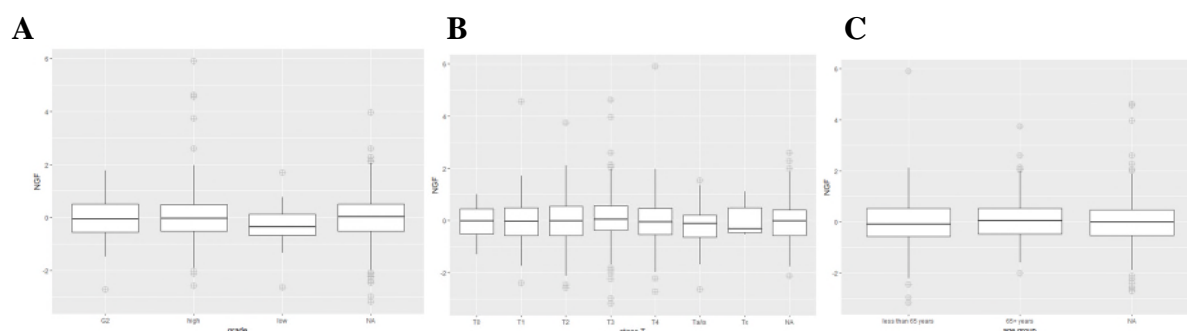 A
B
C
6
4
2
0
-2
NGF
G2
high
low
NA
grade
6
4
2
0
-2
NGF
T0
T1
T2
T3
T4
Tx
NA
stage T
6
4
2
0
-2
NGF
less than 65 years
65+ years
NA
age group